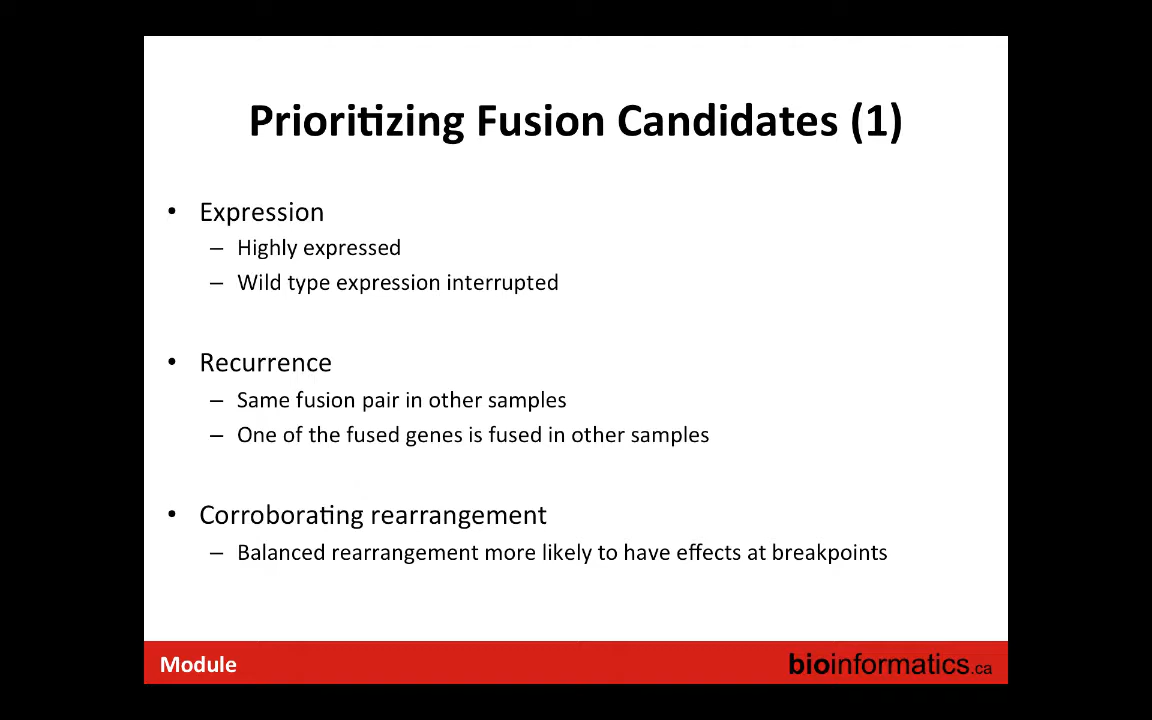 Prioritizing Fusion Candidates (1)
• Expression
– Highly expressed
– Wild type expression interrupted
• Recurrence
– Same fusion pair in other samples
– One of the fused genes is fused in other samples
• Corroborating rearrangement
– Balanced rearrangement more likely to have effects at breakpoints
Module
bioinformatics.ca